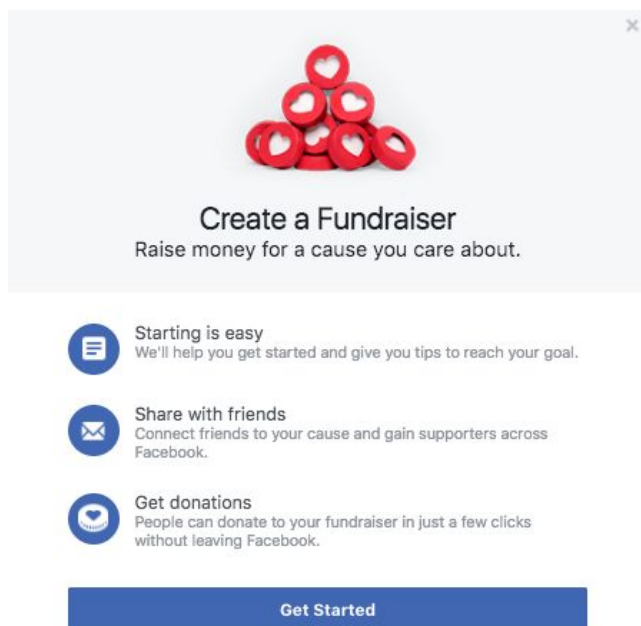 Create a Fundraiser
Raise money for a cause you care about.
Starting is easy
We'll help you get started and give you tips to reach your goal.
Share with friends
Connect friends to your cause and gain supporters across
Facebook.
Get donations
People can donate to your fundraiser in just a few clicks
without leaving Facebook.
Get Started